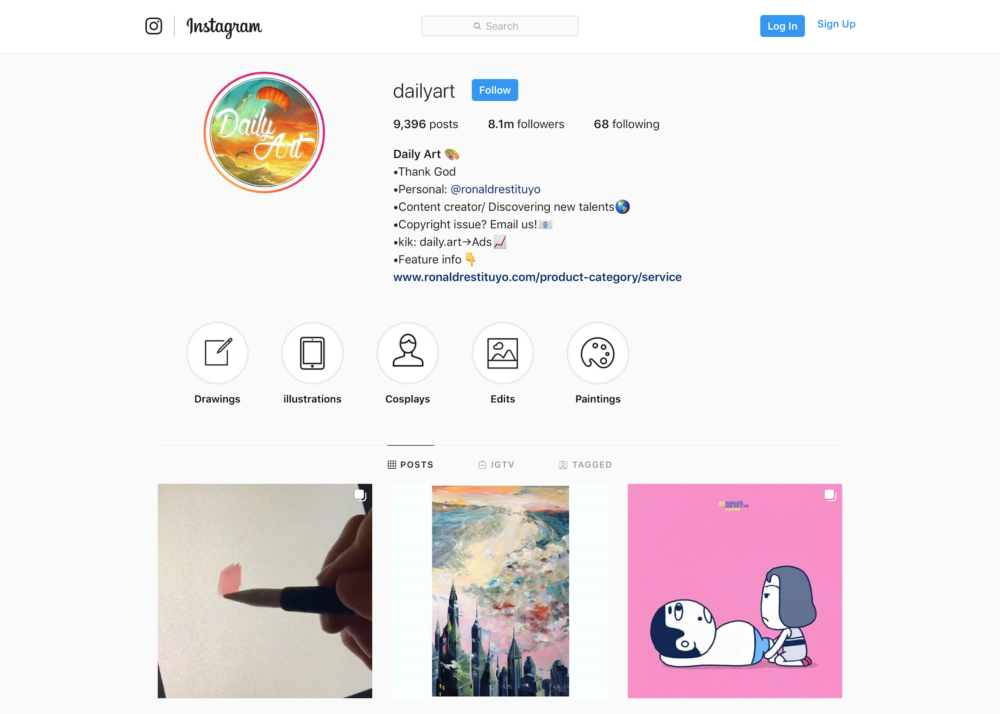 Instagram
Search
Log In
Sign Up
Daily
Art
dailyart
Follow
9,396 posts 8.1m followers 68 following
Daily Art 🎨
•Thank God
•Personal: @ronaldrestituyo
•Content creator/ Discovering new talents🌎
•Copyright issue? Email us!📧
•kik: daily.art→Ads📈
•Feature info 👇
www.ronaldrestituyo.com/product-category/service
Drawings
illustrations
Cosplays
Edits
Paintings
POSTS
IGTV
TAGGED